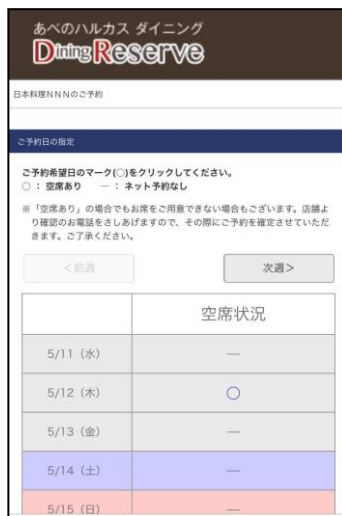 あべのハルカス ダイニング
Dining Reserve
日本料理NNNのご予約
ご予約日の指定
ご予約希望日のマーク(○)をクリックしてください。
○ : 空席あり　― : ネット予約なし
※「空席あり」の場合でもお席をご用意できない場合もございます。店舗よ
り確認のお電話をさしあげますので、その際にご予約を確定させていただ
きます。ご了承ください。
<前週　次週>
空席状況
5/11（水）　―
5/12（木）　○
5/13（金）　―
5/14（土）　―
5/15（日）　―